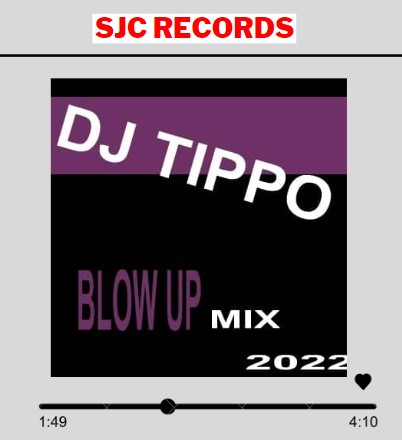 SJC RECORDS
DJ TIPPO
BLOW UP MIX
2022
1:49 4:10